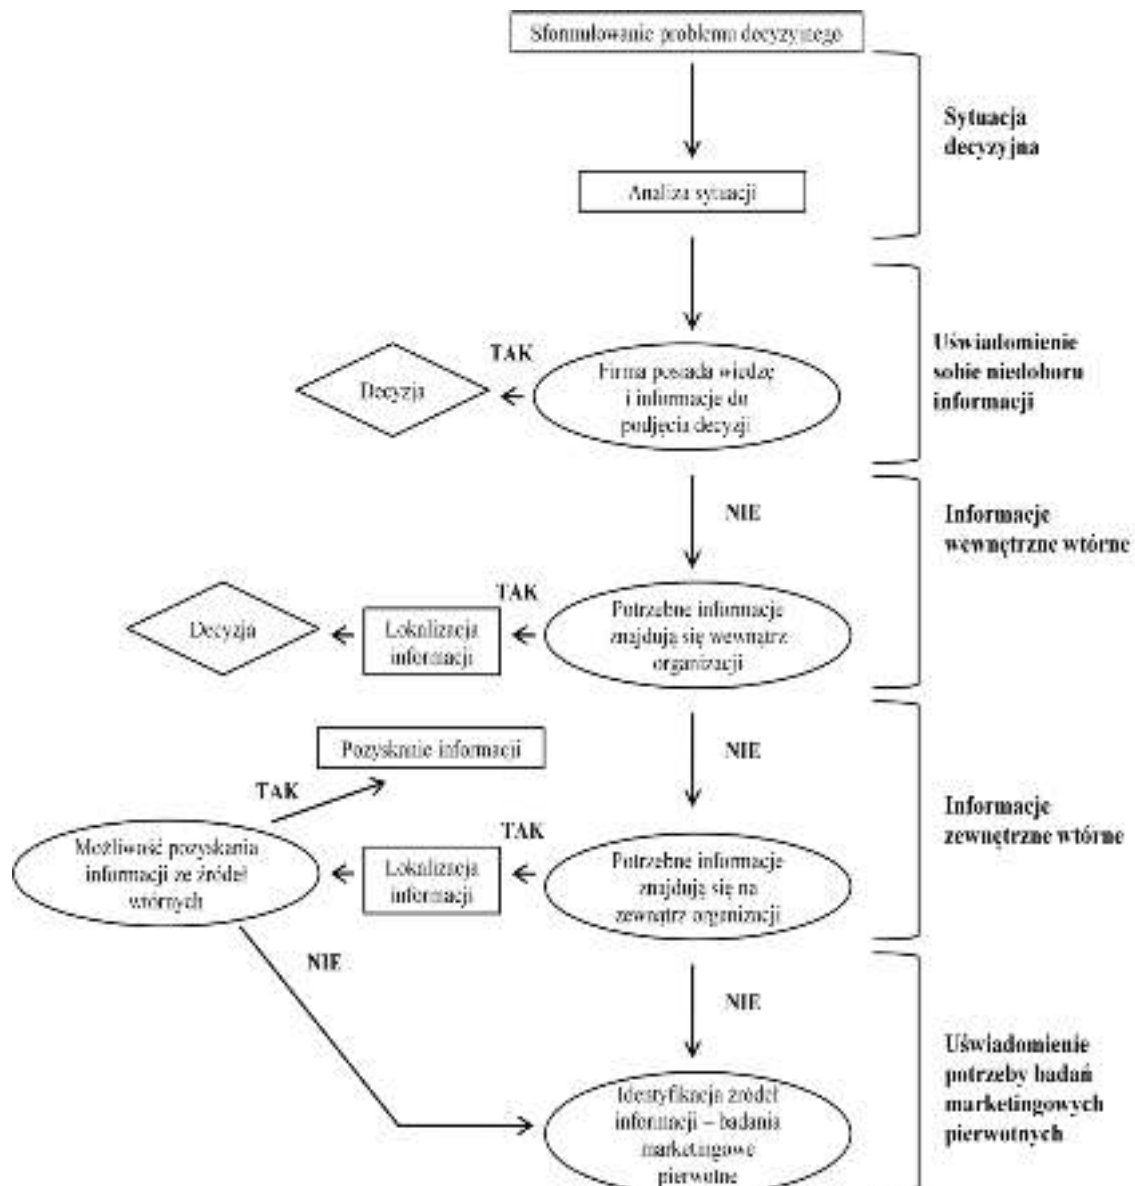 Sformułowanie problemu decyzyjnego
Sytuacja
decyzyjna
Analiza sytuacji
Uświadomienie
sobie niedoboru
informacji
TAK
Decyzja
Firma posiada wiedzę
i informacje do
podjęcia decyzji
NIE
Informacje
wewnętrzne wtórne
TAK
Decyzja
Lokalizacja
informacji
Potrzebne informacje
znajdują się wewnątrz
organizacji
NIE
Pozyskanie informacji
TAK
Informacje
zewnętrzne wtórne
TAK
Możliwość pozyskania
informacji ze źródeł
wtórnych
Lokalizacja
informacji
Potrzebne informacje
znajdują się na
zewnątrz organizacji
NIE
NIE
Uświadomienie
potrzeby badań
marketingowych
pierwotnych
Identyfikacja źródeł
informacji – badania
marketingowe
pierwotne